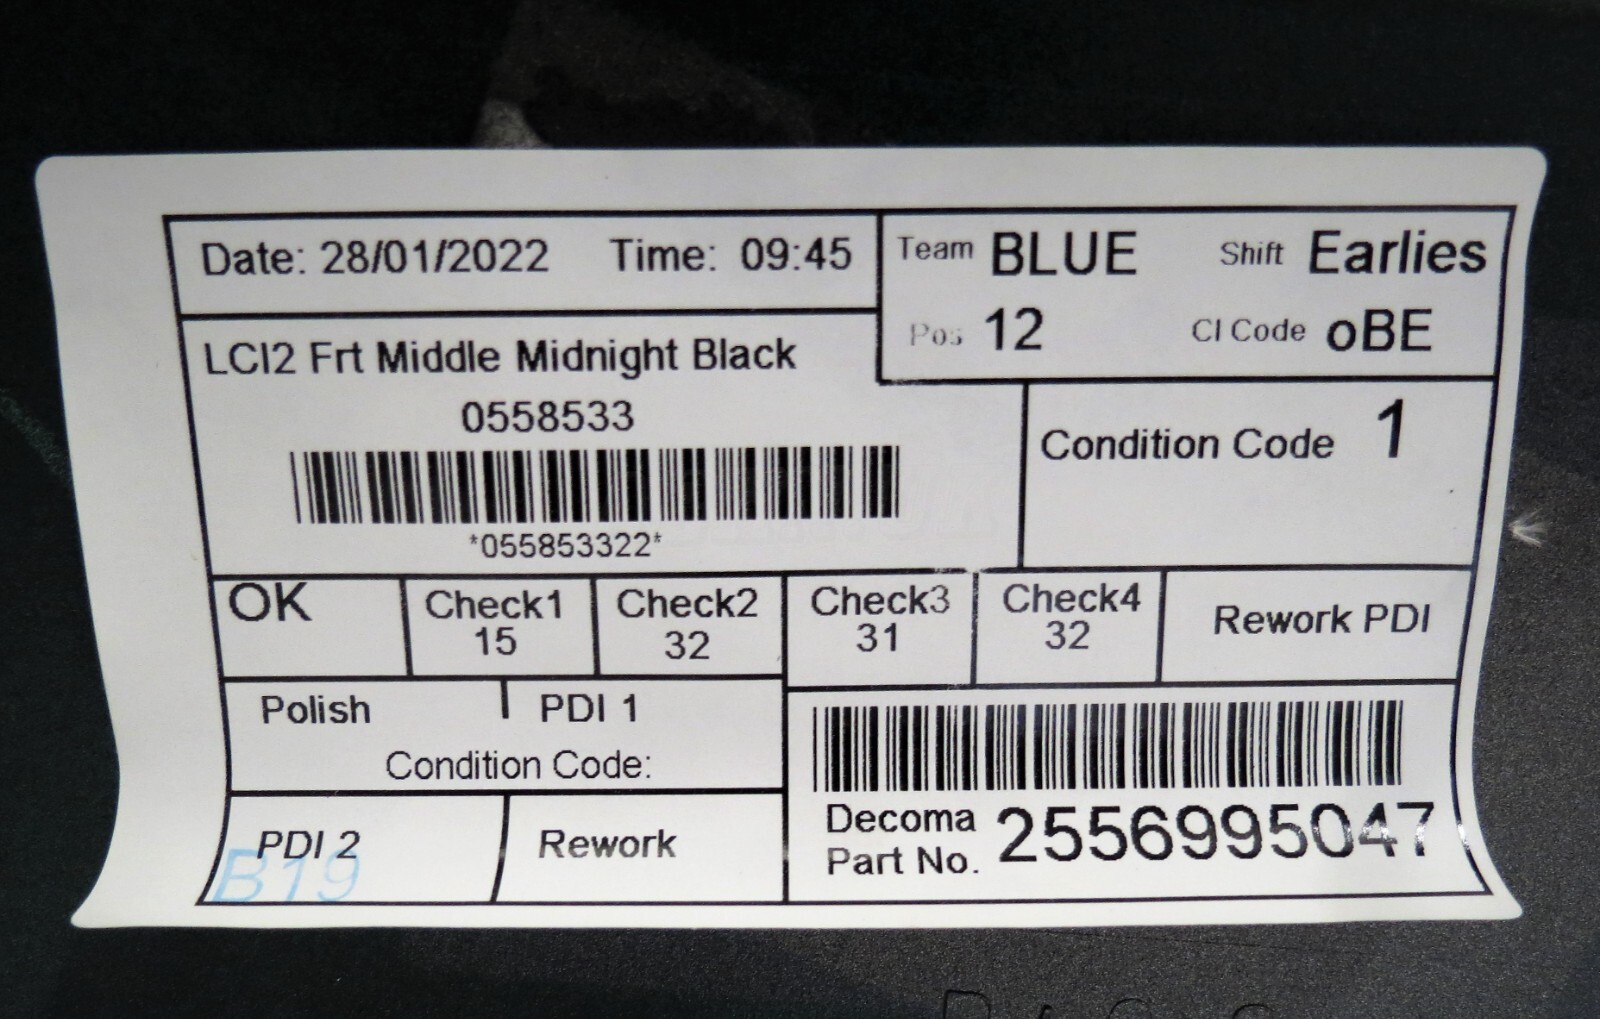 Date: 28/01/2022 Time: 09:45
Team BLUE Shift Earlies
Pos 12 CI Code oBE
LCI2 Frt Middle Midnight Black
0558533
*055853322*
Condition Code 1
OK
Check1
15
Check2
32
Check3
31
Check4
32
Rework PDI
Polish
PDI 1
Condition Code:
PDI 2
B19
Rework
Decoma
Part No. 2556995047